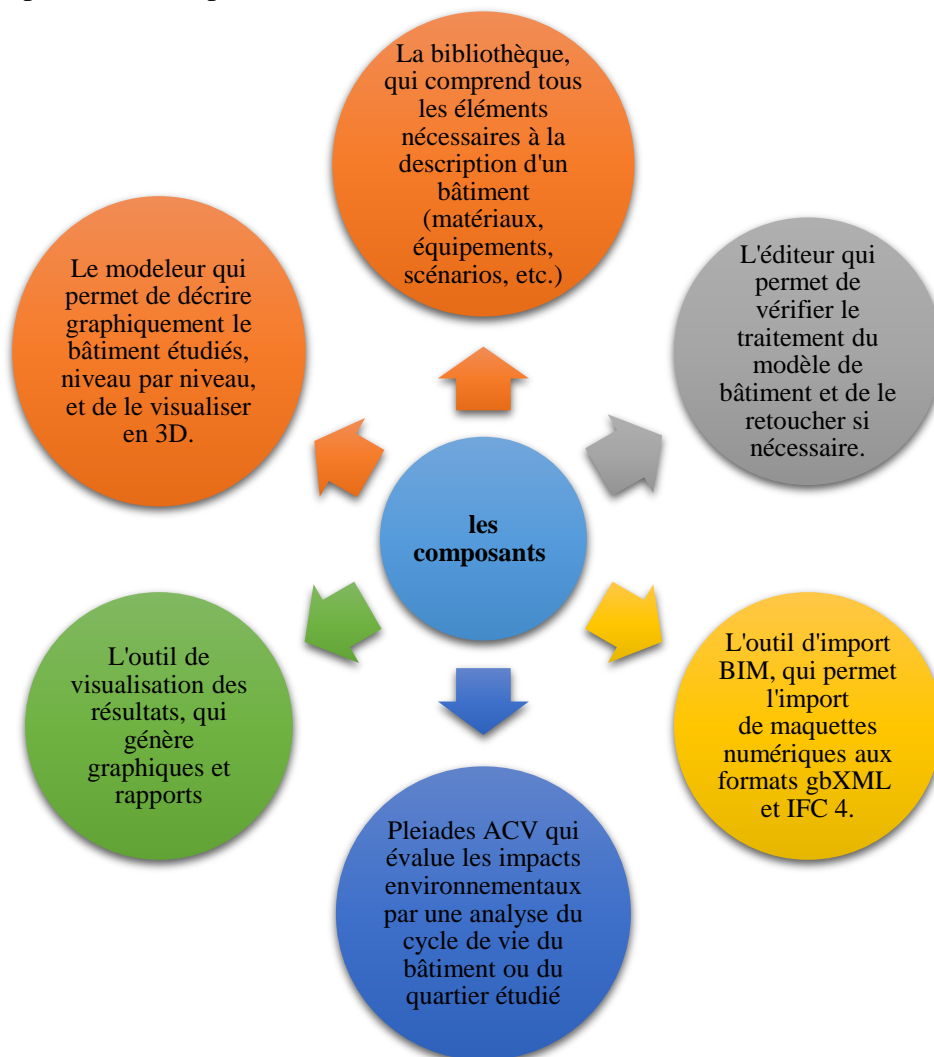 La bibliothèque,
qui comprend tous
les éléments
nécessaires à la
description d'un
bâtiment
(matériaux,
équipements,
scénarios, etc.)
L'éditeur qui
permet de
vérifier le
traitement du
modèle de
bâtiment et de le
retoucher si
nécessaire.
L'outil d'import
BIM, qui permet
l'import
de maquettes
numériques aux
formats gbXML
et IFC 4.
Pleiades ACV qui
évalue les impacts
environnementaux
par une analyse du
cycle de vie du
bâtiment ou du
quartier étudié
L'outil de
visualisation des
résultats, qui
génère
graphiques et
rapports
Le modeleur qui
permet de décrire
graphiquement le
bâtiment étudiés,
niveau par niveau,
et de le visualiser
en 3D.
les
composants